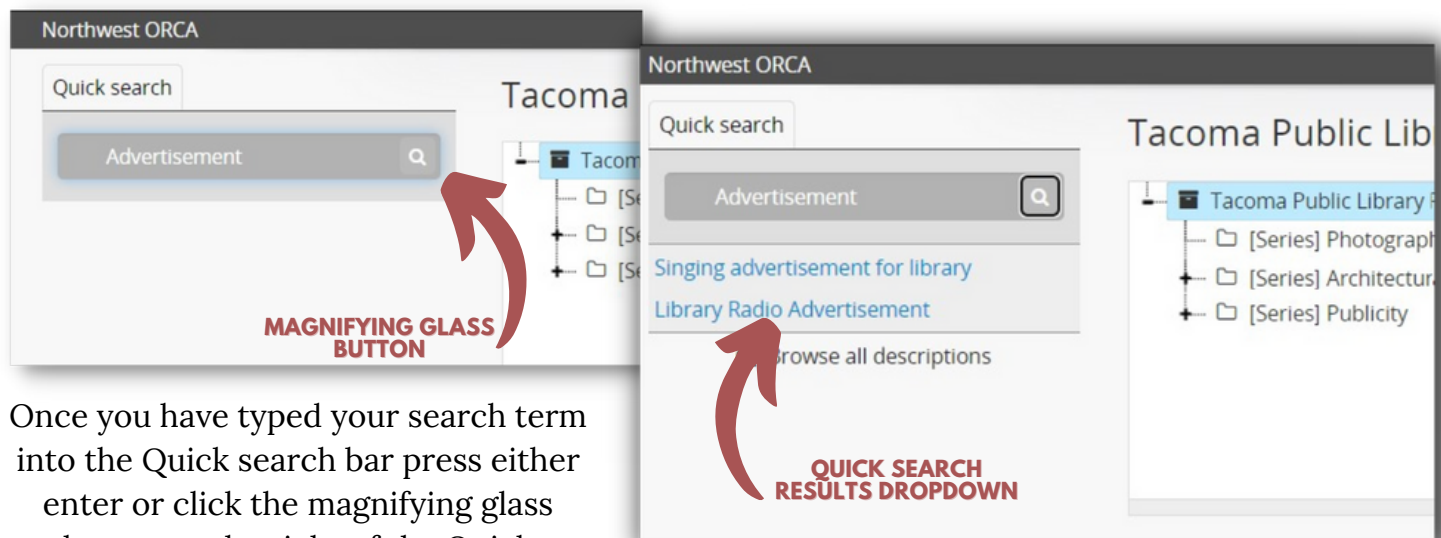 Northwest ORCA
Quick search
Tacoma
Advertisement
Tacom
[Se
[Se
[Se
MAGNIFYING GLASS
BUTTON
Northwest ORCA
Quick search
Tacoma Public Lib
Advertisement
Tacoma Public Library
[Series] Photograph
[Series] Architectur
[Series] Publicity
Singing advertisement for library
Library Radio Advertisement
Browse all descriptions
QUICK SEARCH
RESULTS DROPDOWN
Once you have typed your search term
into the Quick search bar press either
enter or click the magnifying glass